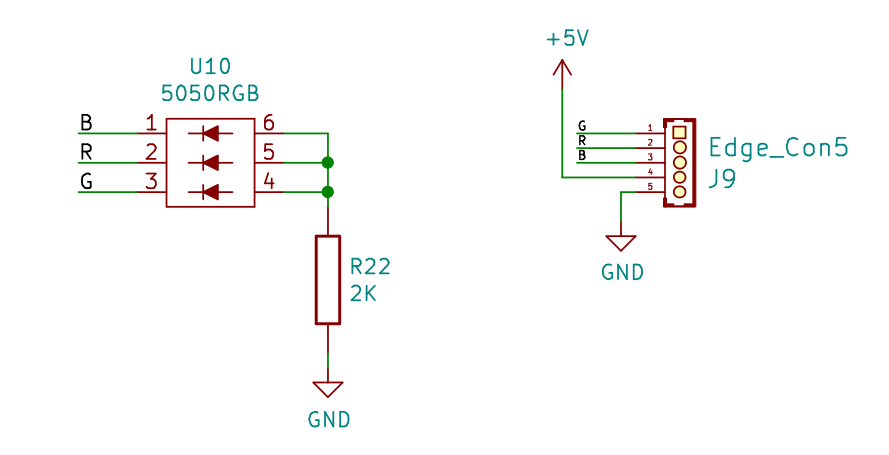 U10
5050RGB
B 1 6
R 2 5
G 3 4
R22
2K
GND
+5V
G 1
R 2
B 3
4
5
Edge_Con5
J9
GND